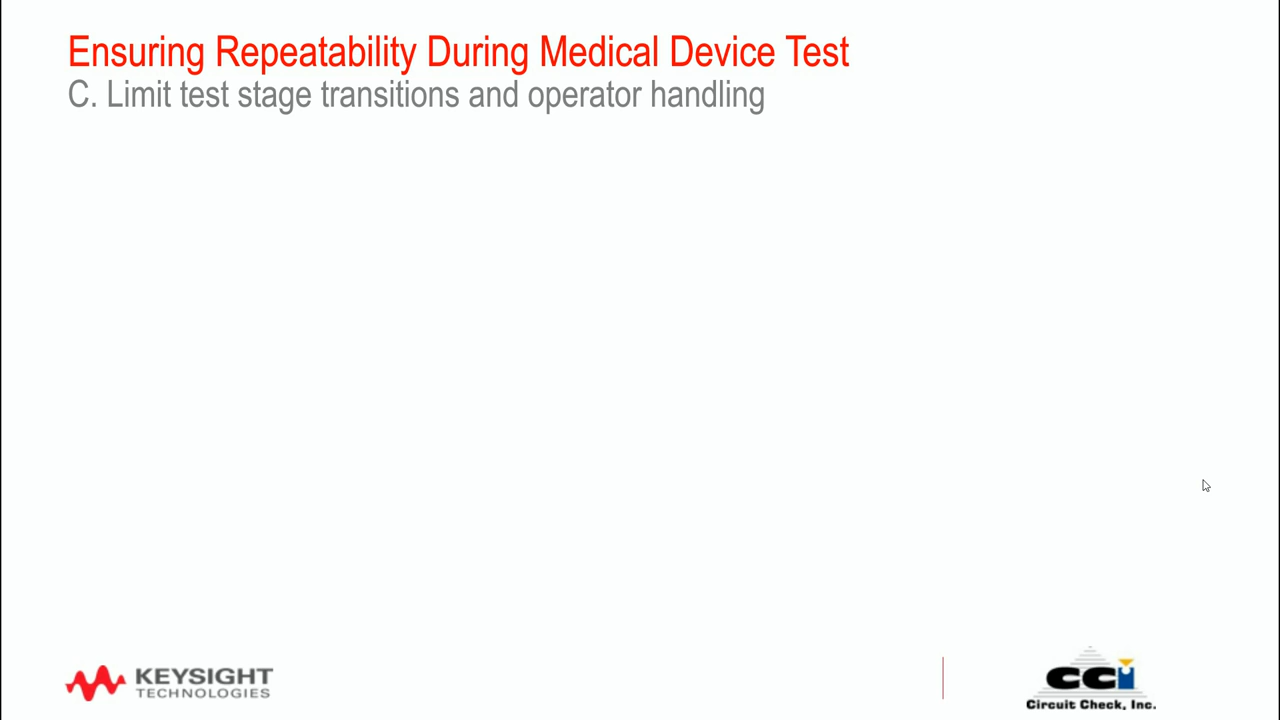 Ensuring Repeatability During Medical Device Test
C. Limit test stage transitions and operator handling
KEYSIGHT
TECHNOLOGIES
cci
Circuit Check, Inc.